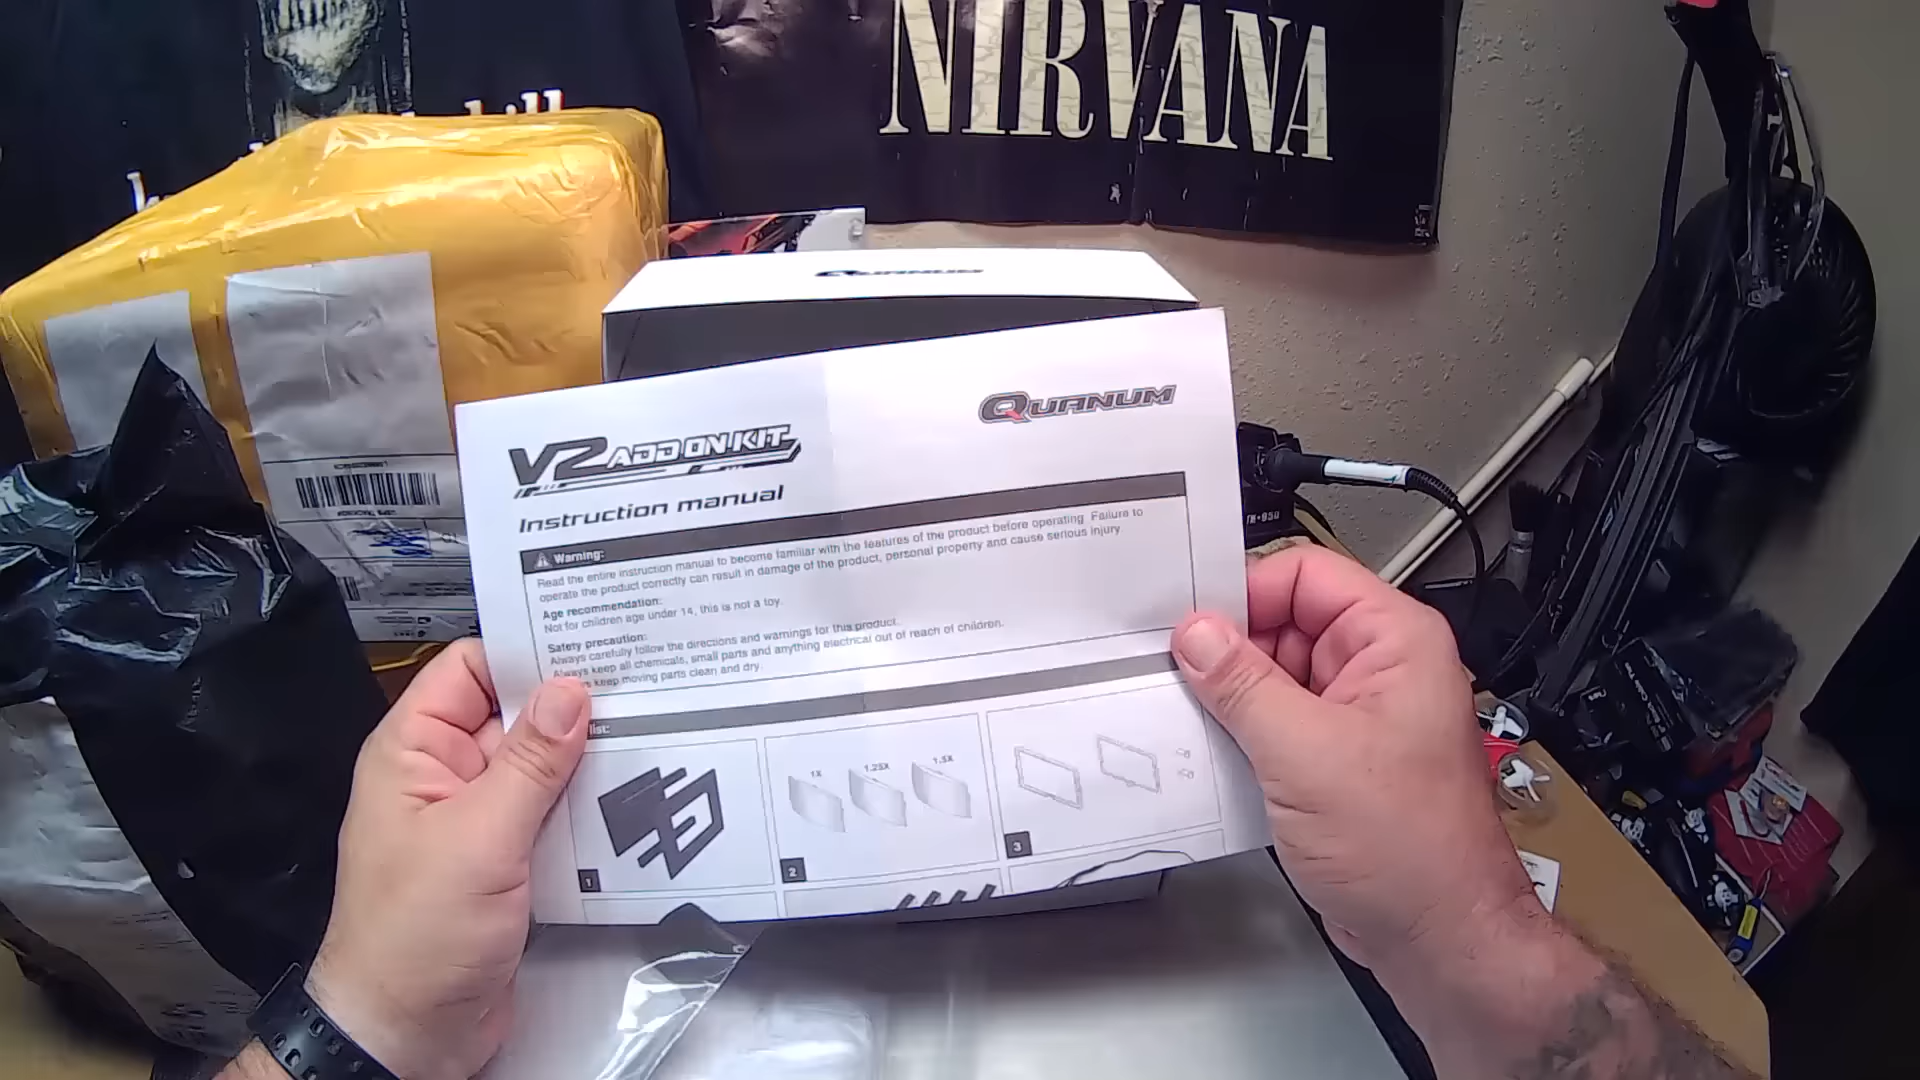 NIRVANA
QUANUM
QUANUM
V2 ADD ON KIT
Instruction manual
Warning:
Read the entire instruction manual to become familiar with the features of the product before operating. Failure to
operate the product correctly can result in damage of the product, personal property and cause serious injury.
Age recommendation:
Not for children age under 14, this is not a toy.
Safety precaution:
Always carefully follow the directions and warnings for this product.
Always keep all chemicals, small parts and anything electrical out of reach of children.
keep moving parts clean and dry.
list:
1X 1.25X 1.5X
1 2 3